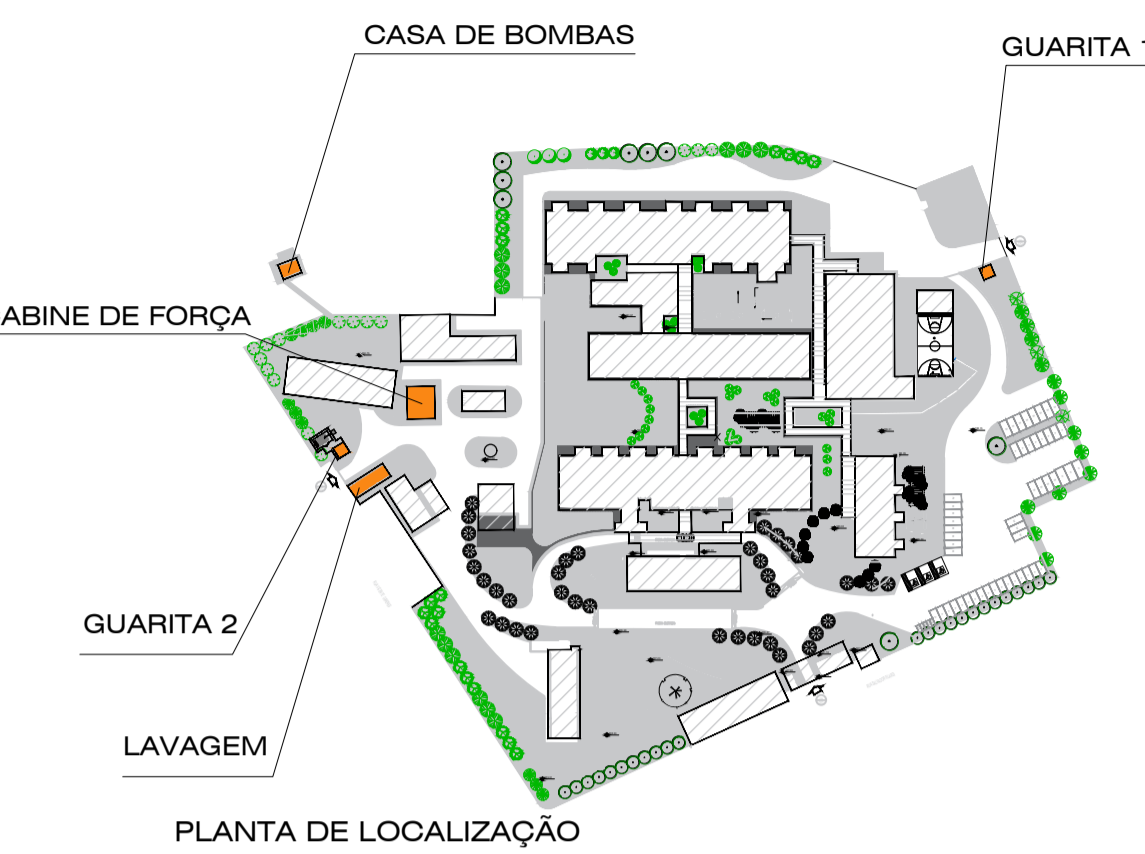 CASA DE BOMBAS
GUARITA 1
ABINE DE FORÇA
GUARITA 2
LAVAGEM
PLANTA DE LOCALIZAÇÃO